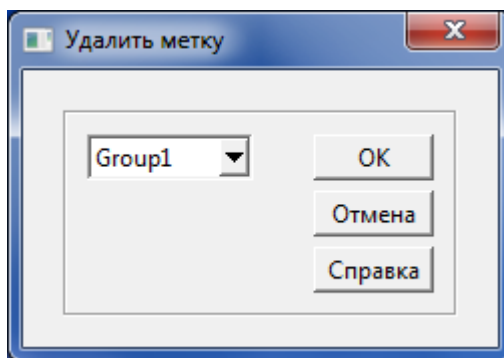 Удалить метку
Group1
OK
Отмена
Справка